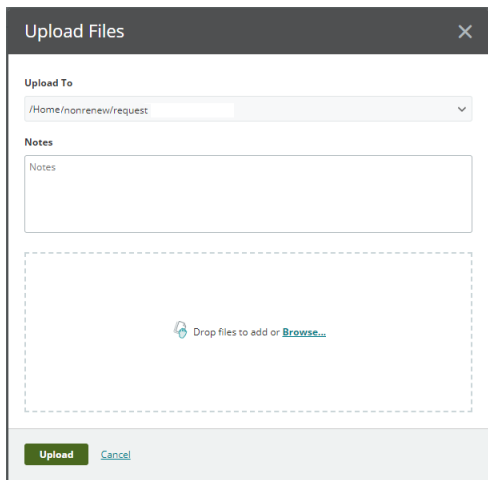 Upload Files
Upload To
/Home/nonrenew/request
Notes
Notes
Drop files to add or Browse...
Upload Cancel